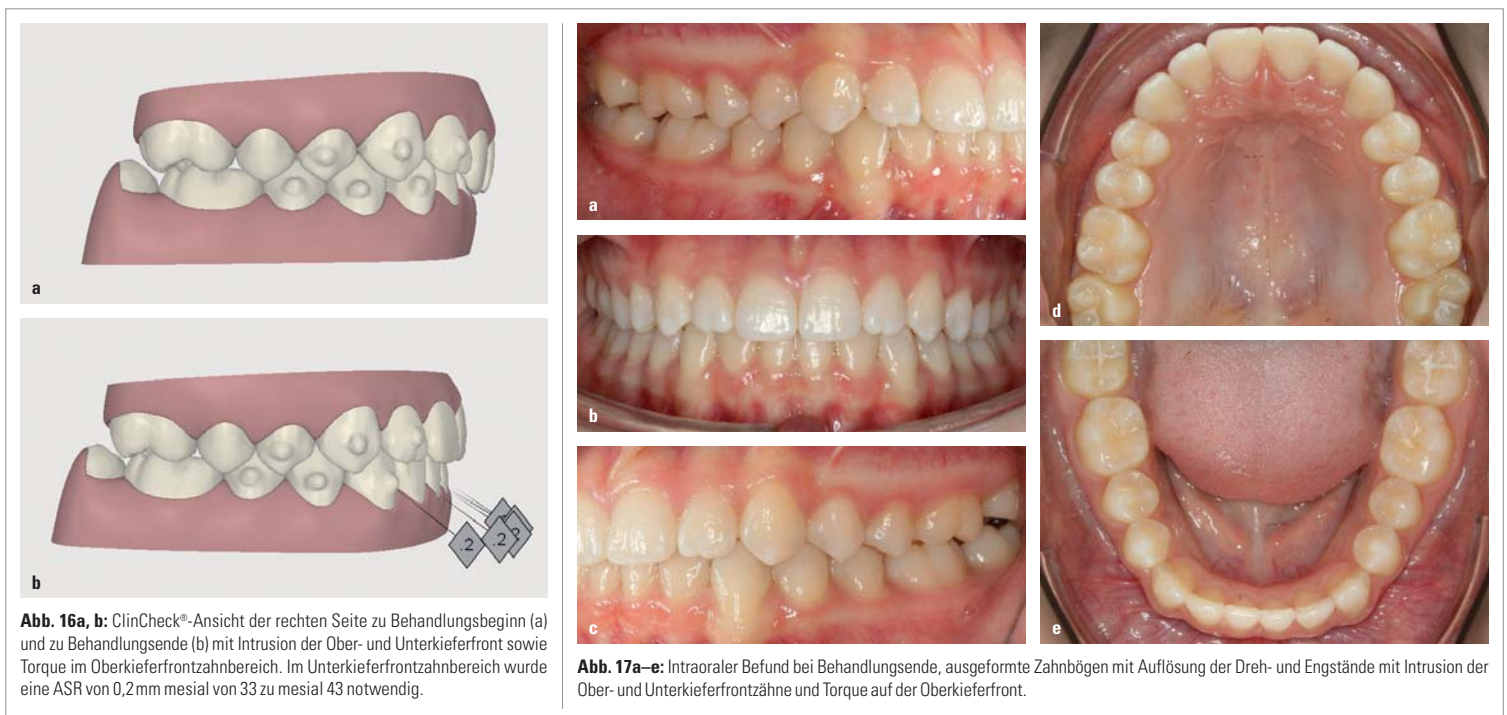 a
.2
.2
2
b
Abb. 16a, b: ClinCheck®-Ansicht der rechten Seite zu Behandlungsbeginn (a)
und zu Behandlungsende (b) mit Intrusion der Ober- und Unterkieferfront sowie
Torque im Oberkieferfrontzahnbereich. Im Unterkieferfrontzahnbereich wurde
eine ASR von 0,2 mm mesial von 33 zu mesial 43 notwendig.
a
b
c
d
e
Abb. 17a–e: Intraoraler Befund bei Behandlungsende, ausgeformte Zahnbögen mit Auflösung der Dreh- und Engstände mit Intrusion der
Ober- und Unterkieferfrontzähne und Torque auf der Oberkieferfront.